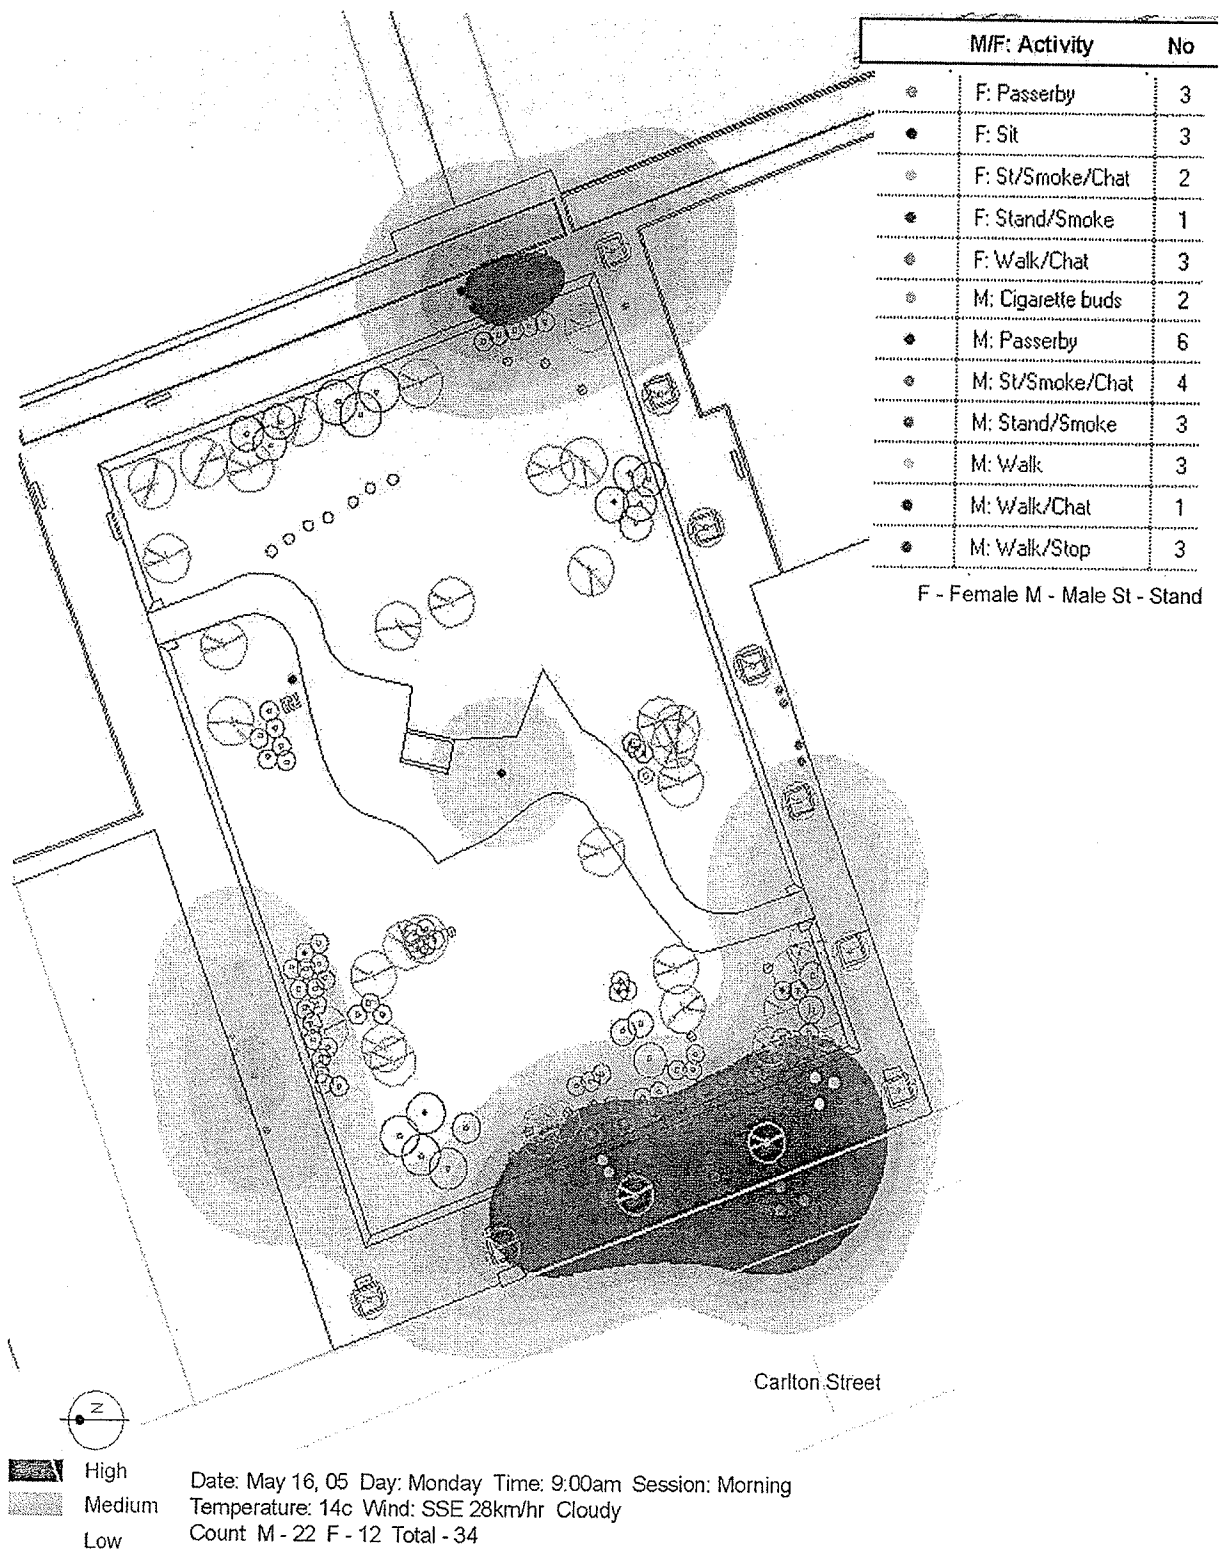 M/F: Activity No
F: Passerby 3
F: Sit 3
F: St/Smoke/Chat 2
F: Stand/Smoke 1
F: Walk/Chat 3
M: Cigarette buds 2
M: Passerby 6
M: St/Smoke/Chat 4
M: Stand/Smoke 3
M: Walk 3
M: Walk/Chat 1
M: Walk/Stop 3
F - Female M - Male St - Stand
Carlton Street
N
High
Medium
Low
Date: May 16, 05 Day: Monday Time: 9:00am Session: Morning
Temperature: 14c Wind: SSE 28km/hr Cloudy
Count M - 22 F - 12 Total - 34